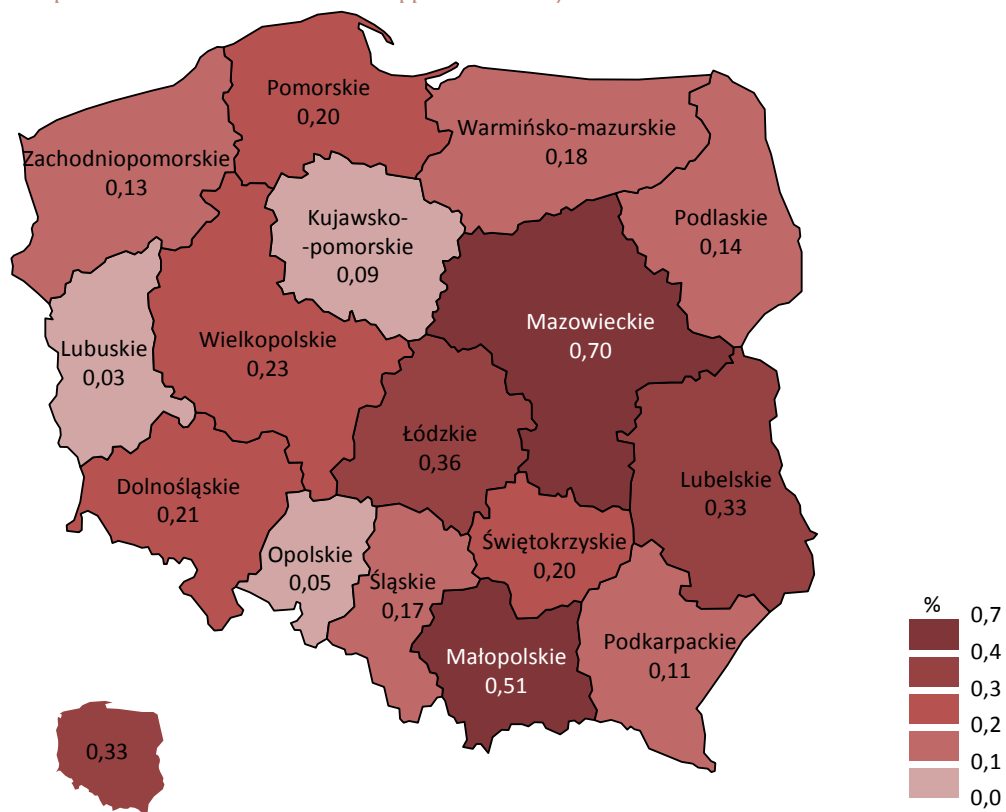 Pomorskie
0,20
Warmińsko-mazurskie
0,18
Zachodniopomorskie
0,13
Podlaskie
0,14
Kujawsko-
-pomorskie
0,09
Mazowieckie
0,70
Wielkopolskie
0,23
Lubuskie
0,03
Łódzkie
0,36
Lubelskie
0,33
Dolnośląskie
0,21
Świętokrzyskie
0,20
Opolskie
0,05
Śląskie
0,17
Podkarpackie
0,11
Małopolskie
0,51
0,33
%
0,7
0,4
0,3
0,2
0,1
0,0